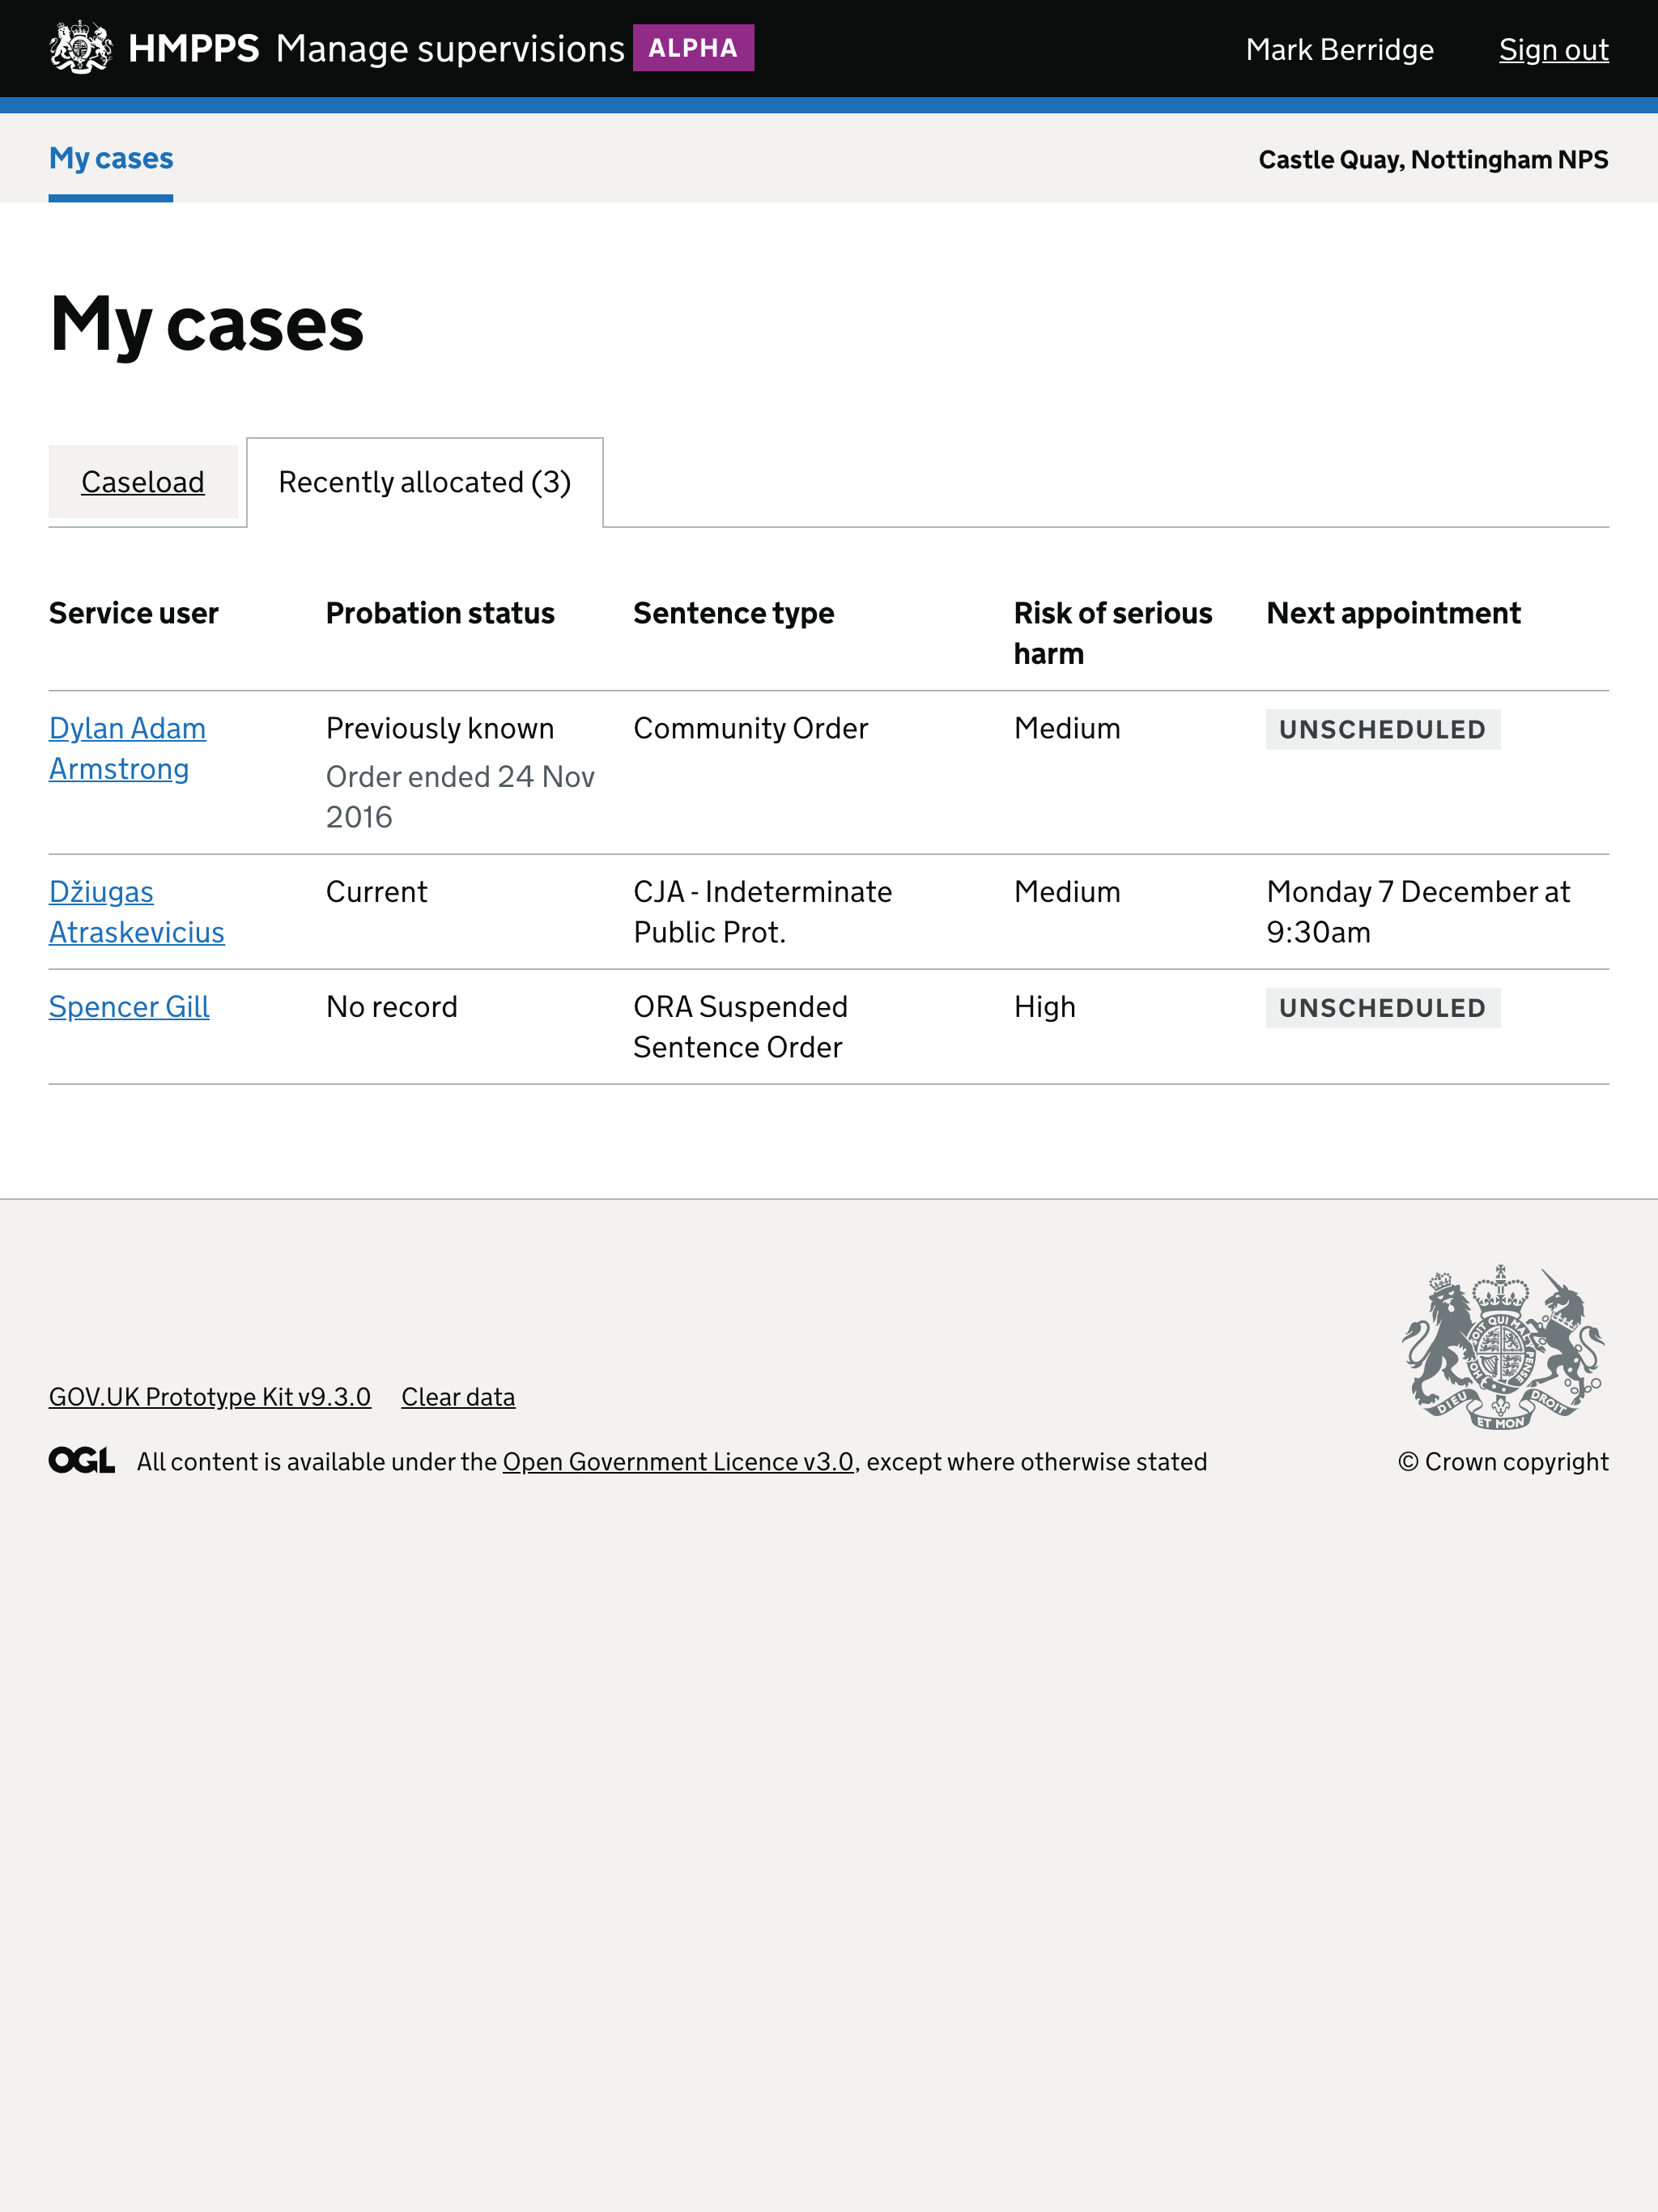 HMPPS Manage supervisions ALPHA Mark Berridge Sign out
My cases Castle Quay, Nottingham NPS
My cases
Caseload Recently allocated (3)
Service user Probation status Sentence type Risk of serious harm Next appointment
Dylan Adam Armstrong Previously known Order ended 24 Nov 2016 Community Order Medium UNSCHEDULED
Džiugas Atraskevicius Current CJA - Indeterminate Public Prot. Medium Monday 7 December at 9:30am
Spencer Gill No record ORA Suspended Sentence Order High UNSCHEDULED
SOIT QUI MAL Y PENSE HONI
DIEU ET MON DROIT
GOV.UK Prototype Kit v9.3.0 Clear data
OGL All content is available under the Open Government Licence v3.0, except where otherwise stated © Crown copyright